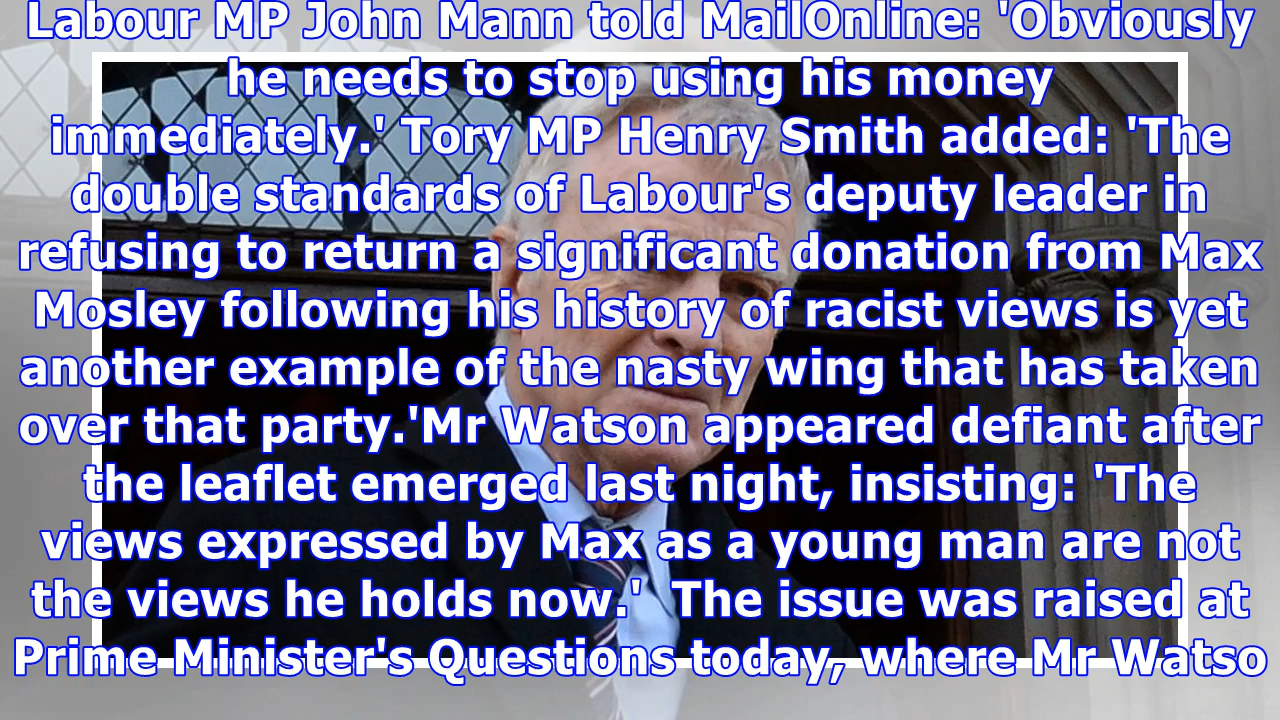 Labour MP John Mann told MailOnline: 'Obviously
he needs to stop using his money
immediately.' Tory MP Henry Smith added: 'The
double standards of Labour's deputy leader in
refusing to return a significant donation from Max
Mosley following his history of racist views is yet
another example of the nasty wing that has taken
over that party.'Mr Watson appeared defiant after
the leaflet emerged last night, insisting: 'The
views expressed by Max as a young man are not
the views he holds now.'  The issue was raised at
Prime Minister's Questions today, where Mr Watso